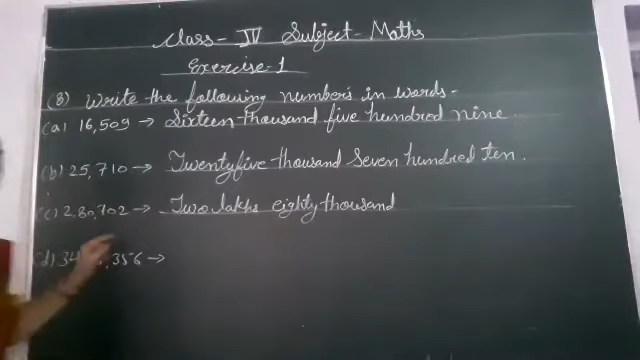 Class - IV Subject - Maths
Exercise - 1
(8) Write the following numbers in words -
(a) 16,509 → Sixteen thousand five hundred nine.
(b) 25,710 → Twentyfive thousand Seven hundred Ten.
(c) 2,80,702 → Two lakhs eighty thousand
(d) ,356 →